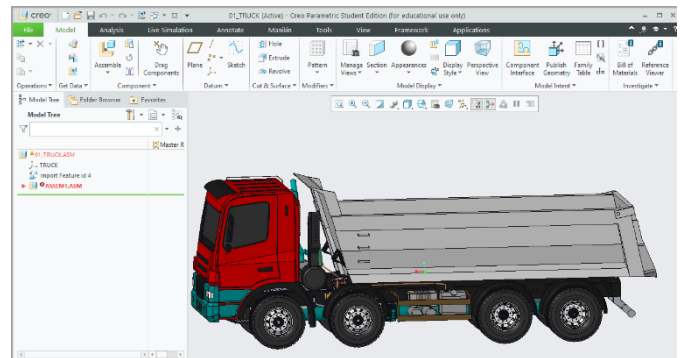 creo
01_TRUCK (Active) - Creo Parametric Student Edition (for educational use only)
File Model Analysis Live Simulation Annotate Manikin Tools View Framework Applications
Assemble Drag Components Plane Sketch Hole Extrude Revolve Pattern Manage Views Section Appearances Display Style Perspective View Component Interface Publish Geometry Family Table Bill of Materials Reference Viewer
Operations Get Data Component Datum Cut & Surface Modifiers Model Display Model Intent Investigate
Model Tree Folder Browser Favorites
Model Tree
Master R
01_TRUCK.ASM
TRUCK
Import Feature id 4
ASSEM1.ASM